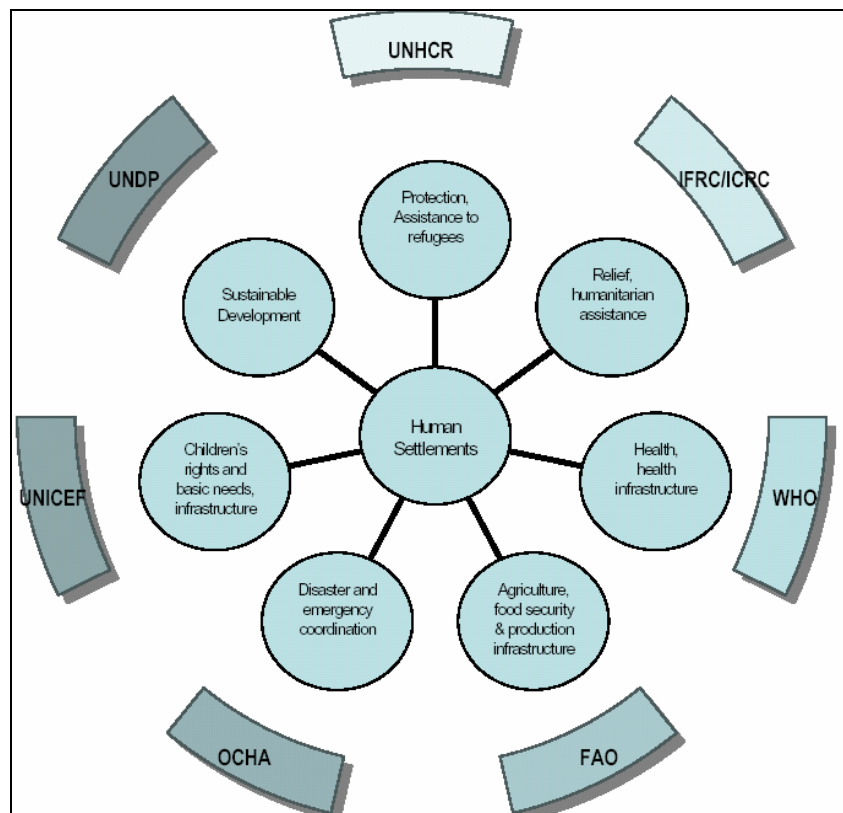 UNHCR
UNDP
IFRC/ICRC
Protection,
Assistance to
refugees
Sustainable
Development
Relief,
humanitarian
assistance
Human
Settlements
Children's
rights and
basic needs,
infrastructure
Health,
health
infrastructure
UNICEF
WHO
Disaster and
emergency
coordination
Agriculture,
food security
& production
infrastructure
OCHA
FAO